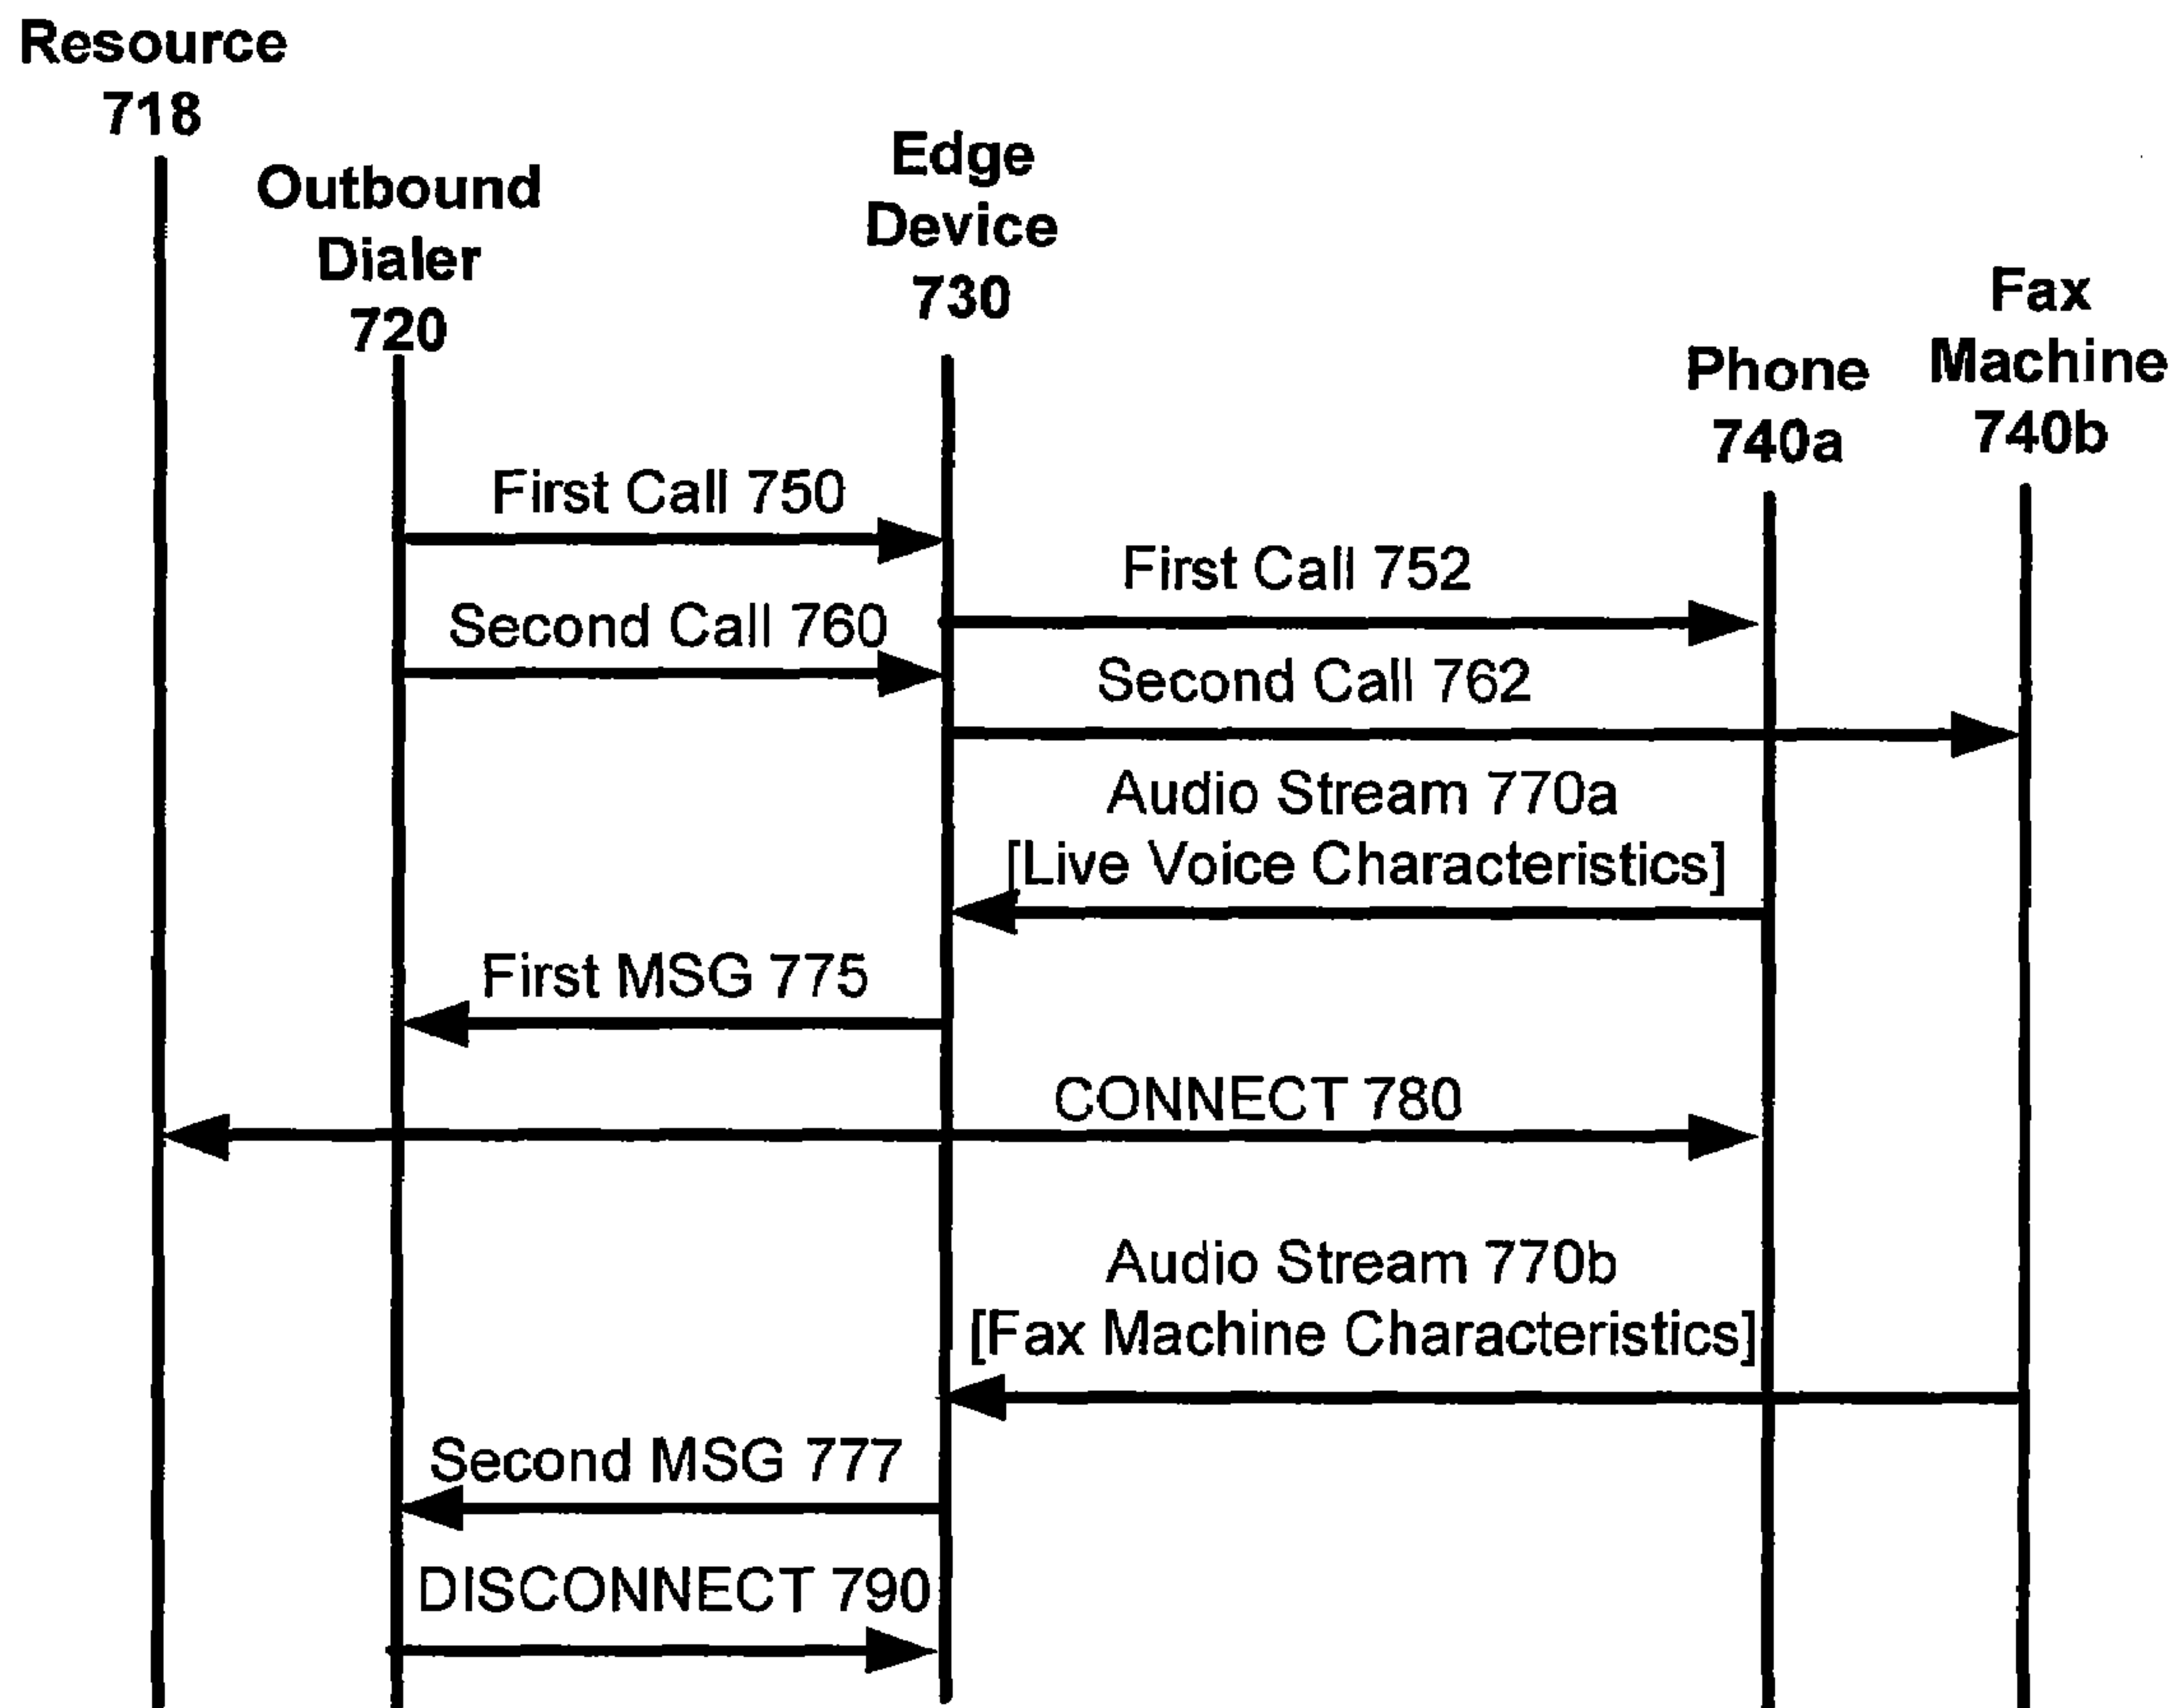 Resource
718
Outbound
Dialer
720
Edge
Device
730
Phone
740a
Fax
Machine
740b
First Call 750
First Call 752
Second Call 760
Second Call 762
Audio Stream 770a
[Live Voice Characteristics]
First MSG 775
CONNECT 780
Audio Stream 770b
[Fax Machine Characteristics]
Second MSG 777
DISCONNECT 790